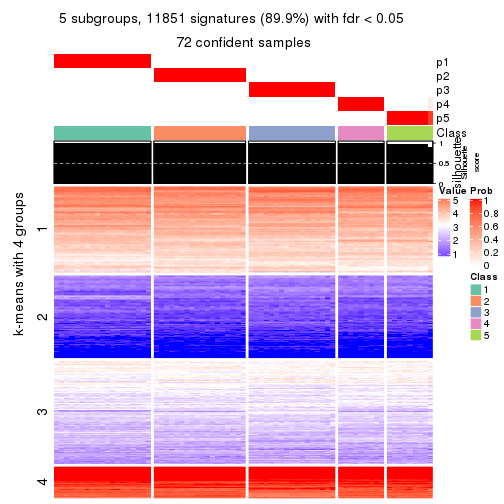 5 subgroups, 11851 signatures (89.9%) with fdr < 0.05
72 confident samples
p1
p2
p3
p4
p5
Class
1
0.5
0
silhouette
Silhouette
score
k-means with 4 groups
1
2
3
4
Value
5
4
3
2
1
Prob
1
0.8
0.6
0.4
0.2
0
Class
1
2
3
4
5